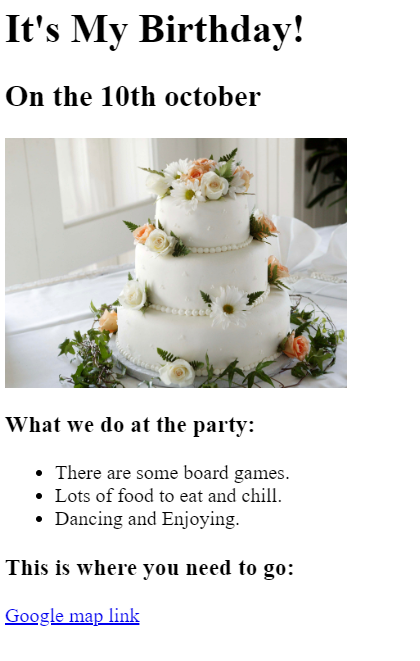 It's My Birthday!
On the 10th october
What we do at the party:
There are some board games.
Lots of food to eat and chill.
Dancing and Enjoying.
This is where you need to go:
Google map link